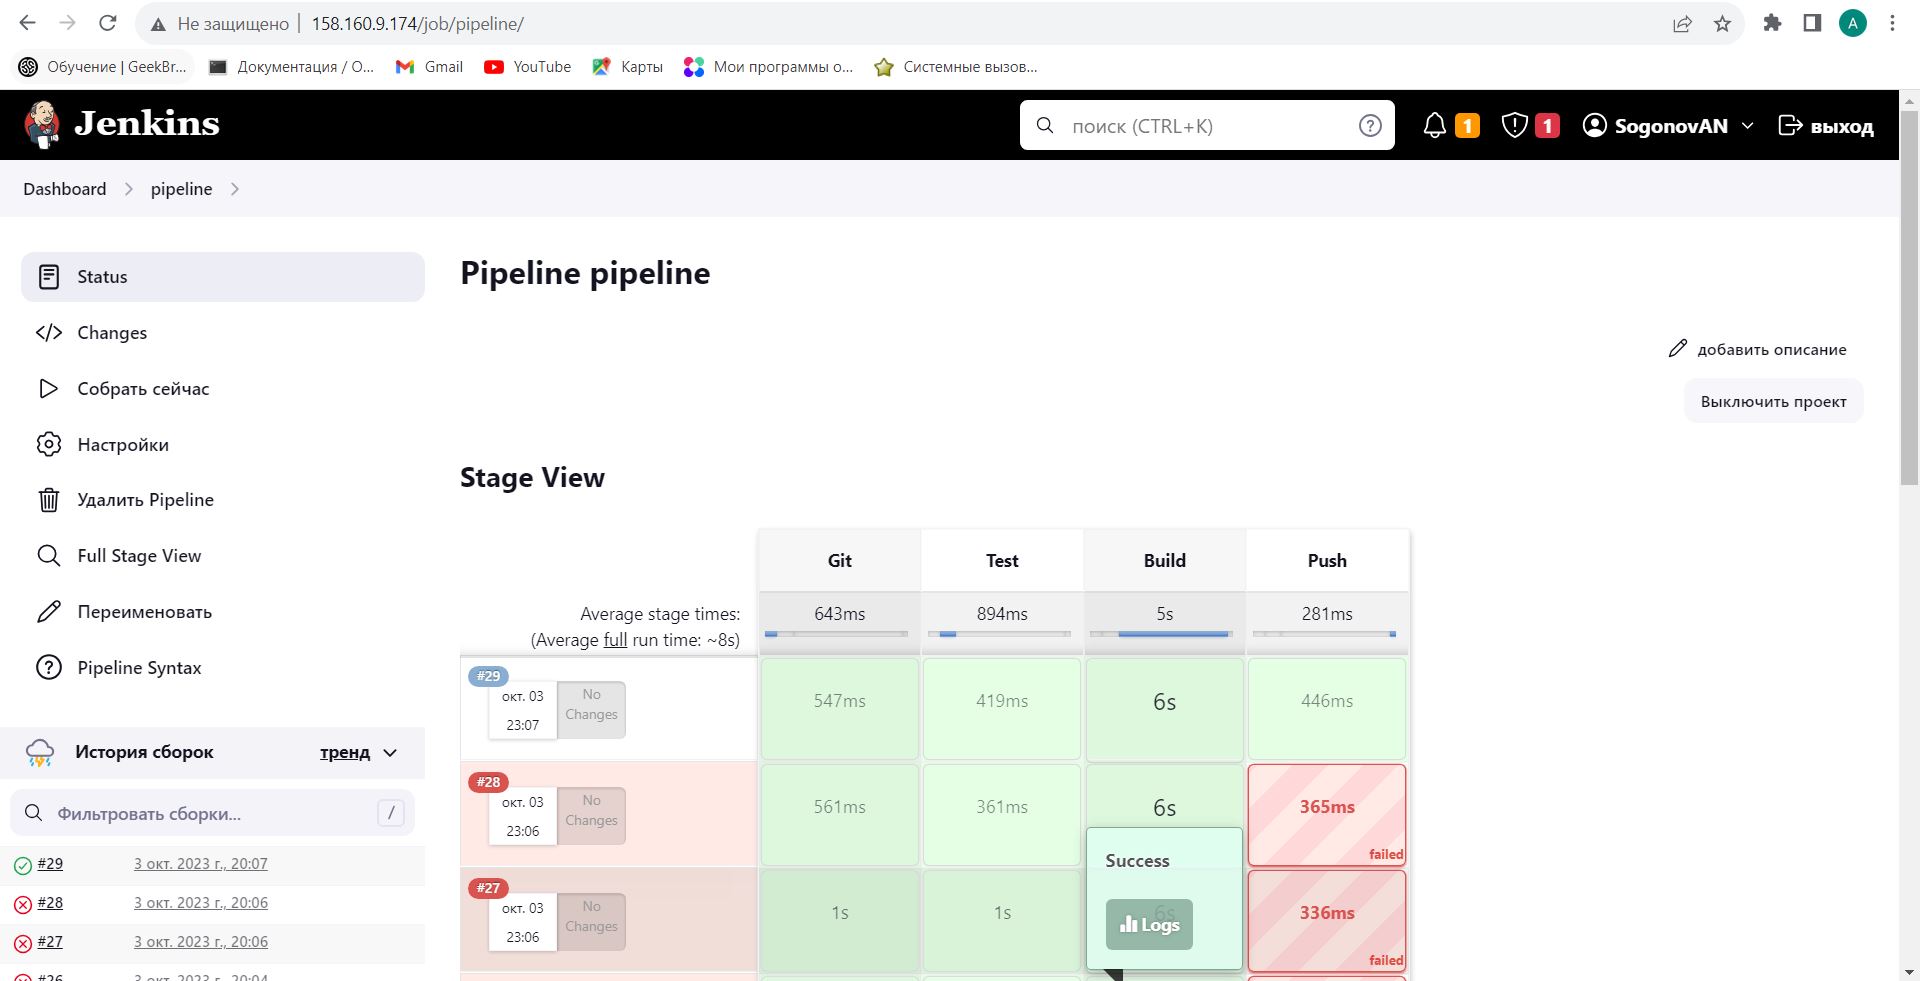 Не защищено | 158.160.9.174/job/pipeline/
A
Обучение | GeekBr...
Документация / О...
Gmail
YouTube
Карты
Мои программы о...
Системные вызов...
Jenkins
поиск (CTRL+K)
1
1
SogonovAN
выход
Dashboard
pipeline
Status
Changes
Собрать сейчас
Настройки
Удалить Pipeline
Full Stage View
Переименовать
Pipeline Syntax
История сборок
тренд
Фильтровать сборки...
/
#29 3 окт. 2023 г., 20:07
#28 3 окт. 2023 г., 20:06
#27 3 окт. 2023 г., 20:06
#26 3 окт. 2023 г., 20:04
Pipeline pipeline
добавить описание
Выключить проект
Stage View
Git Test Build Push
Average stage times:
(Average full run time: ~8s)
643ms 894ms 5s 281ms
#29
окт. 03
23:07
No
Changes
547ms 419ms 6s 446ms
#28
окт. 03
23:06
No
Changes
561ms 361ms 6s 365ms
failed
#27
окт. 03
23:06
No
Changes
1s 1s 6s 336ms
failed
Success
Logs